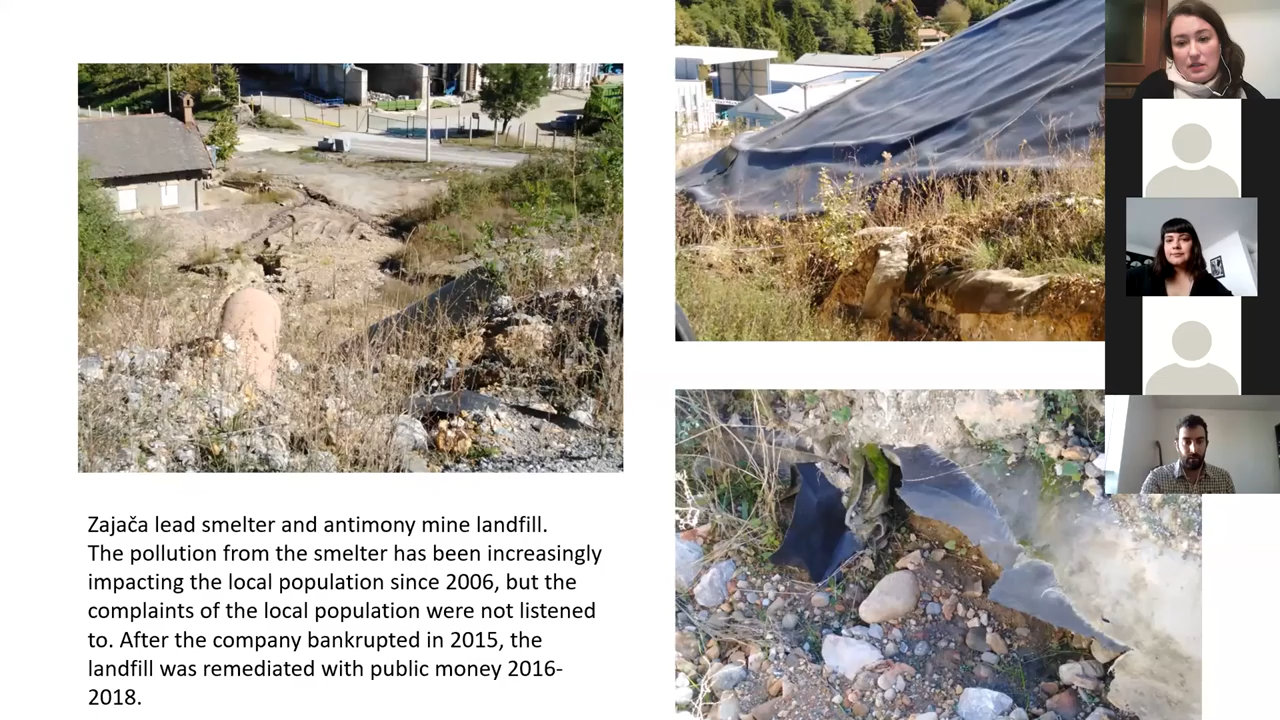 Zajača lead smelter and antimony mine landfill.
The pollution from the smelter has been increasingly
impacting the local population since 2006, but the
complaints of the local population were not listened
to. After the company bankrupted in 2015, the
landfill was remediated with public money 2016-
2018.